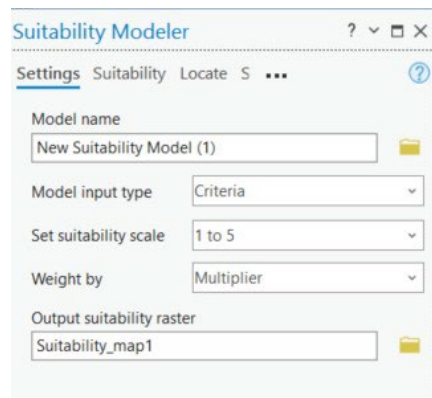 Suitability Modeler ?
Settings Suitability Locate S ...
Model name
New Suitability Model (1)
Model input type Criteria
Set suitability scale 1 to 5
Weight by Multiplier
Output suitability raster
Suitability_map1